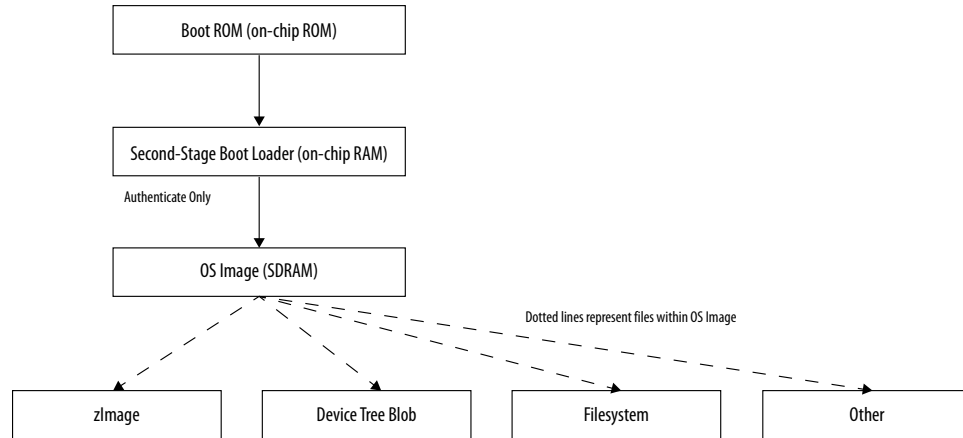 Boot ROM (on-chip ROM)
Second-Stage Boot Loader (on-chip RAM)
Authenticate Only
OS Image (SDRAM)
Dotted lines represent files within OS Image
zImage
Device Tree Blob
Filesystem
Other